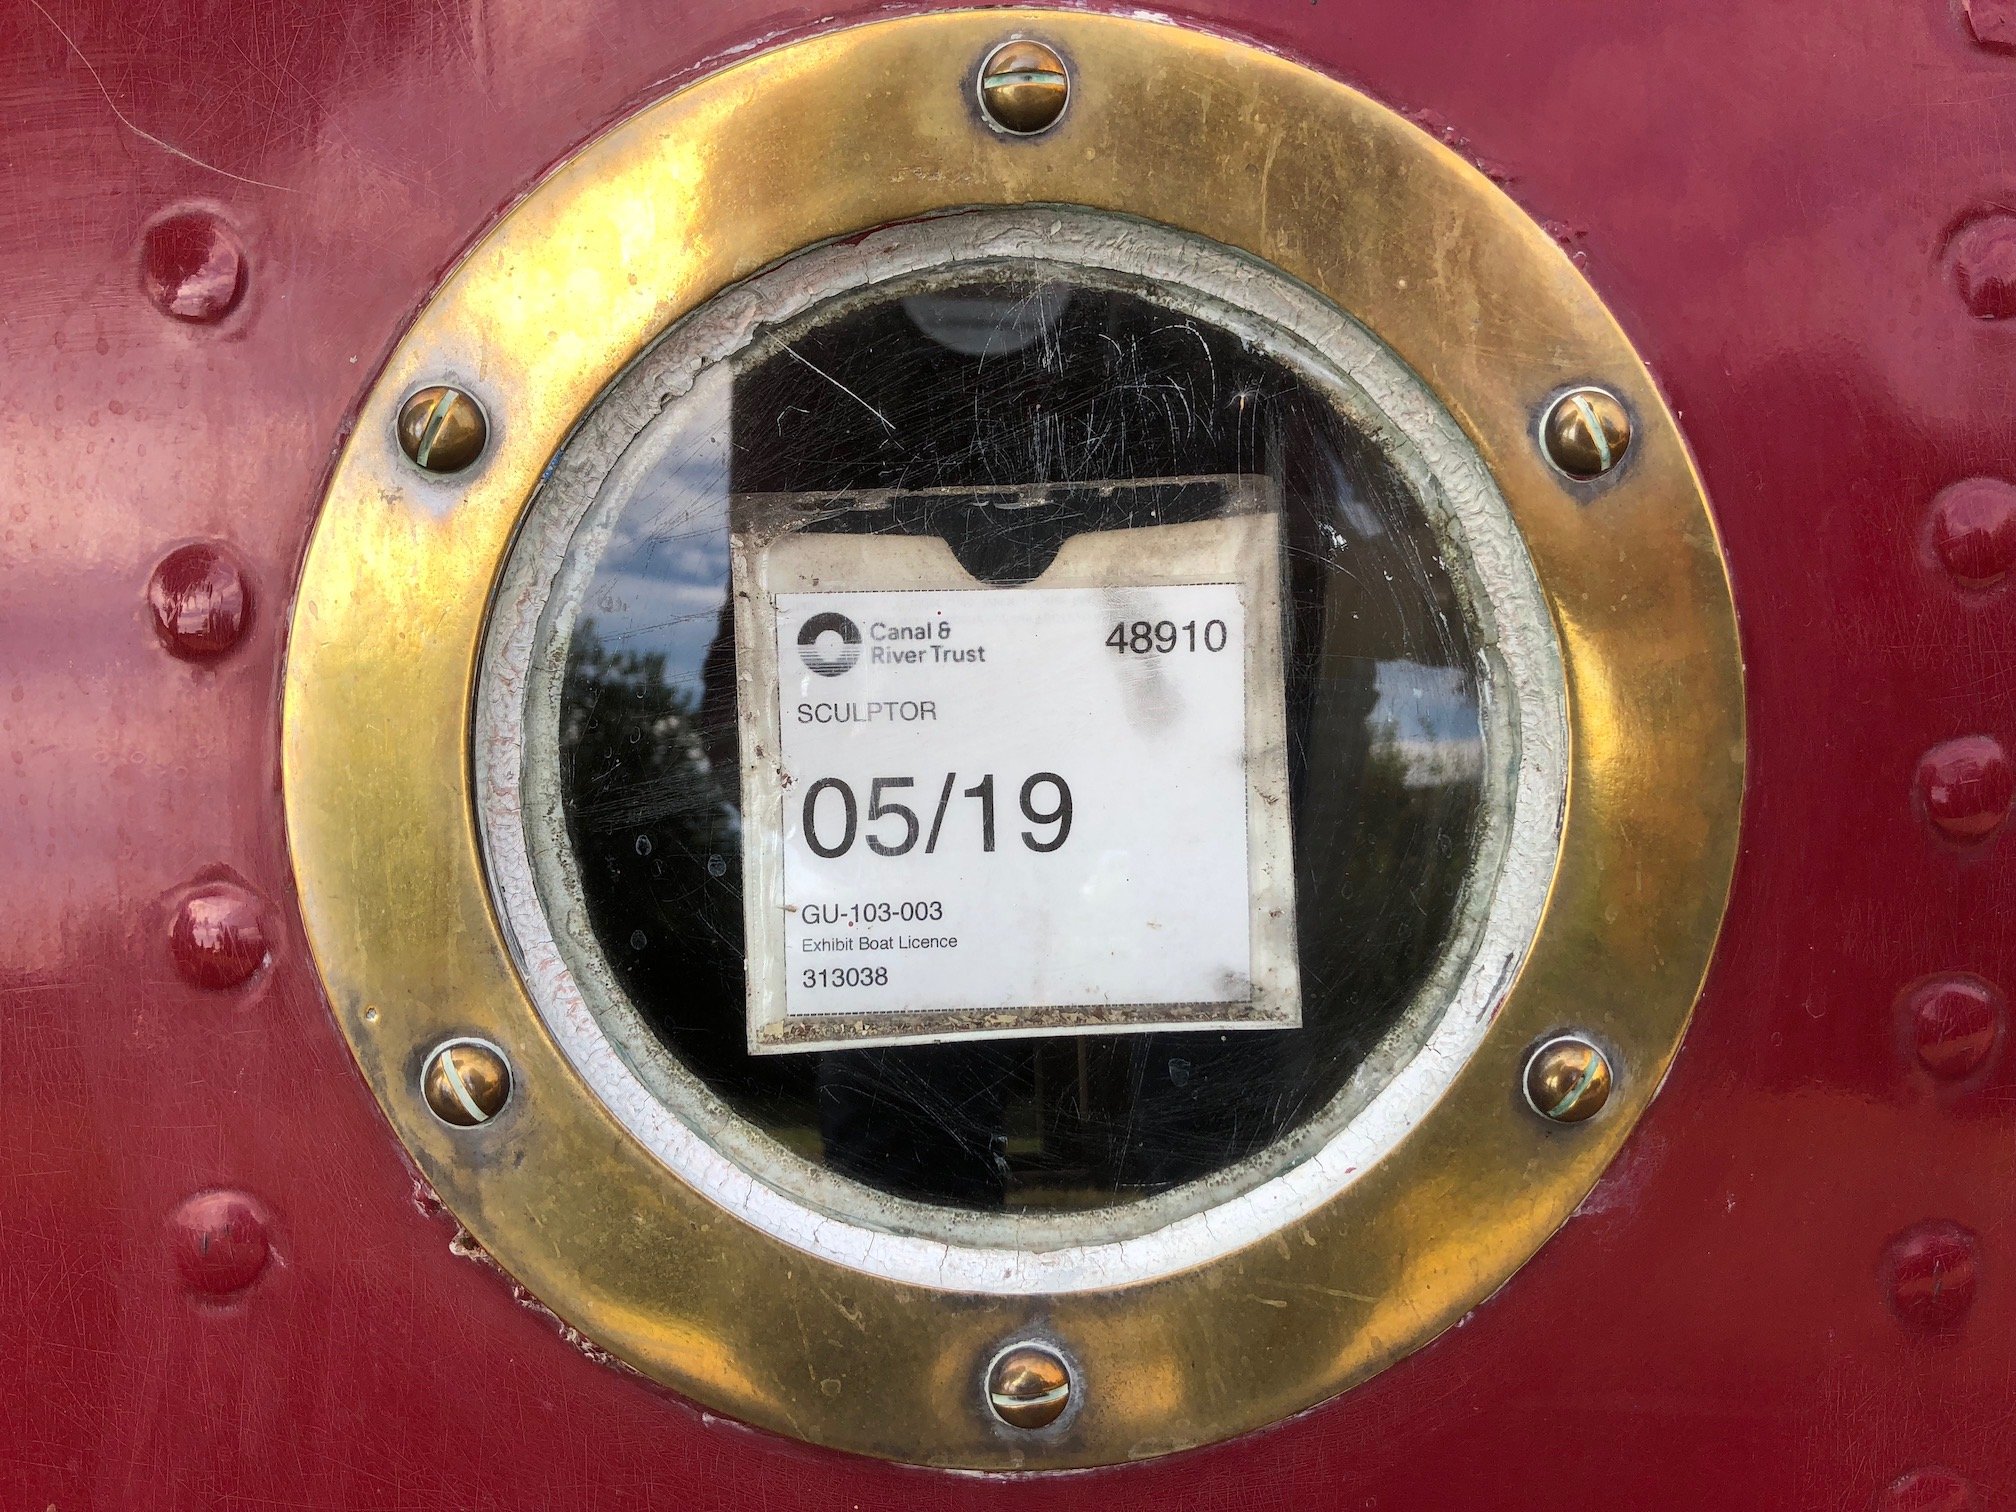 Canal &
River Trust
48910
SCULPTOR
05/19
GU-103-003
Exhibit Boat Licence
313038